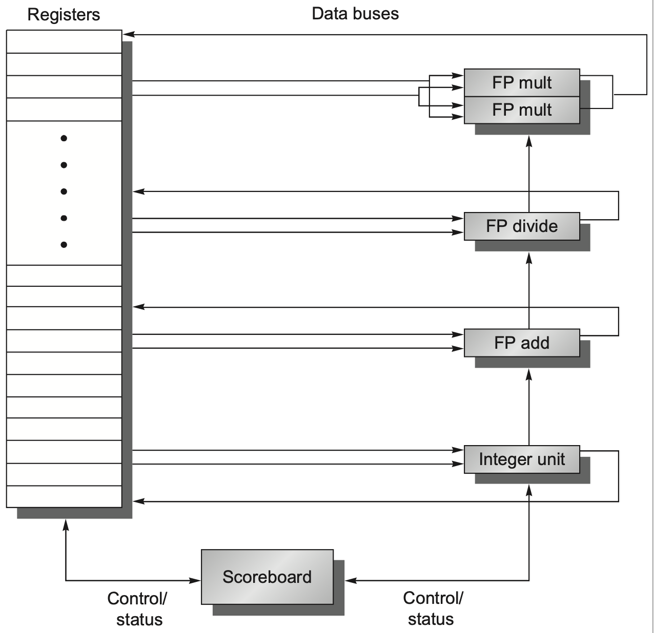 Registers
Data buses
FP mult
FP mult
FP divide
FP add
Integer unit
Scoreboard
Control/
status
Control/
status